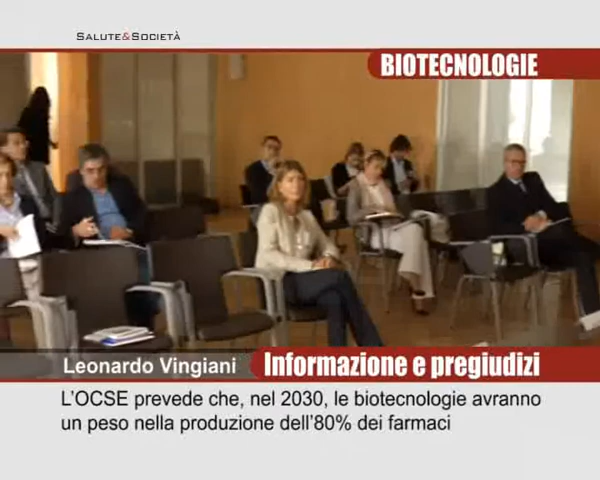 SALUTE&SOCIETÀ
BIOTECNOLOGIE
Leonardo Vingiani
Informazione e pregiudizi
L'OCSE prevede che, nel 2030, le biotecnologie avranno
un peso nella produzione dell'80% dei farmaci